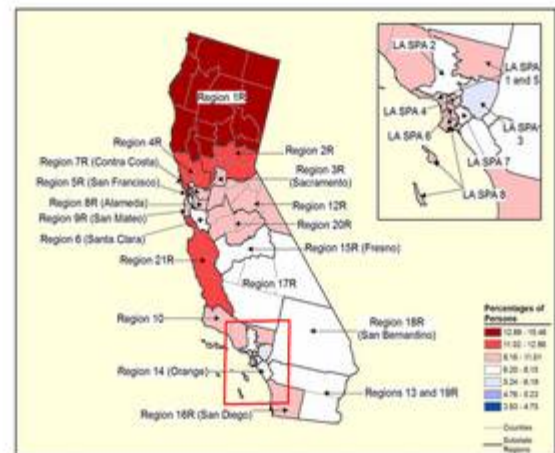 Region 1R
Region 4R
Region 7R (Contra Costa)
Region 5R (San Francisco)
Region 8R (Alameda)
Region 9R (San Mateo)
Region 6 (Santa Clara)
Region 21R
Region 10
Region 14 (Orange)
Region 16R (San Diego)
Region 2R
Region 3R
(Sacramento)
Region 12R
Region 20R
Region 15R (Fresno)
Region 17R
Region 18R
(San Bernardino)
Regions 13 and 19R
LA SPA 2
LA SPA
1 and 5
LA SPA 4
LA SPA 6
LA SPA
3
LA SPA 7
LA SPA 8
Percentages of
Persons
Counties
Substate
Regions